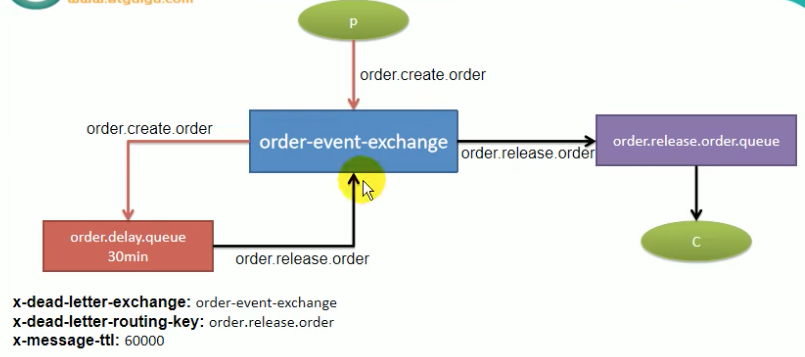 www.atguigu.com
p
order.create.order
order.create.order
order-event-exchange
order.release.order
order.release.order.queue
order.delay.queue
30min
order.release.order
C
x-dead-letter-exchange: order-event-exchange
x-dead-letter-routing-key: order.release.order
x-message-ttl: 60000